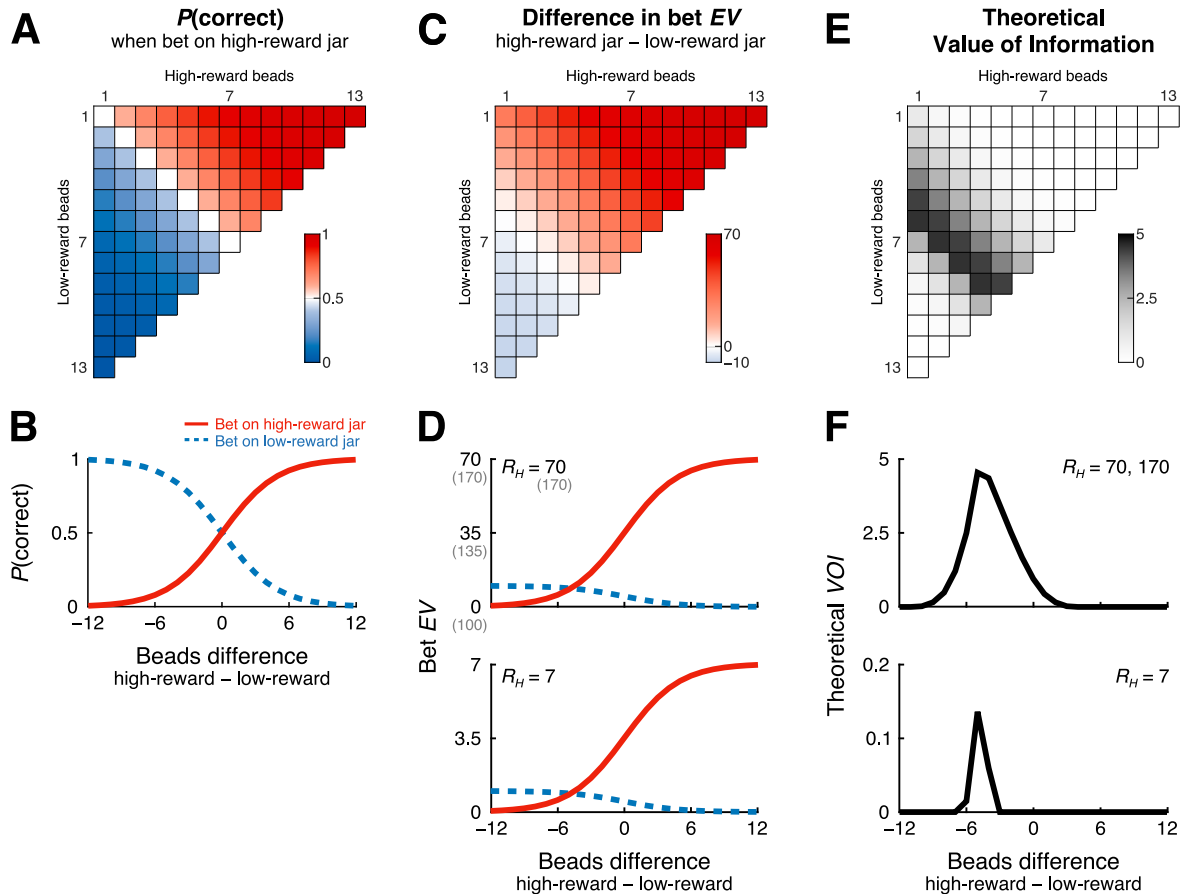 A
P(correct)
when bet on high-reward jar
High-reward beads
1 7 13
Low-reward beads
1
7
13
1
0.5
0
C
Difference in bet EV
high-reward jar – low-reward jar
High-reward beads
1 7 13
Low-reward beads
1
7
13
70
0
−10
E
Theoretical
Value of Information
High-reward beads
1 7 13
Low-reward beads
1
7
13
5
2.5
0
B
Bet on high-reward jar
Bet on low-reward jar
P(correct)
1
0.5
0
−12 −6 0 6 12
Beads difference
high-reward – low-reward
D
Bet EV
RH = 70
(170)
70
(170)
35
(135)
0
(100)
RH = 7
7
3.5
0
−12 −6 0 6 12
Beads difference
high-reward – low-reward
F
Theoretical VOI
RH = 70, 170
5
2.5
0
RH = 7
0.2
0.1
0
−12 −6 0 6 12
Beads difference
high-reward – low-reward